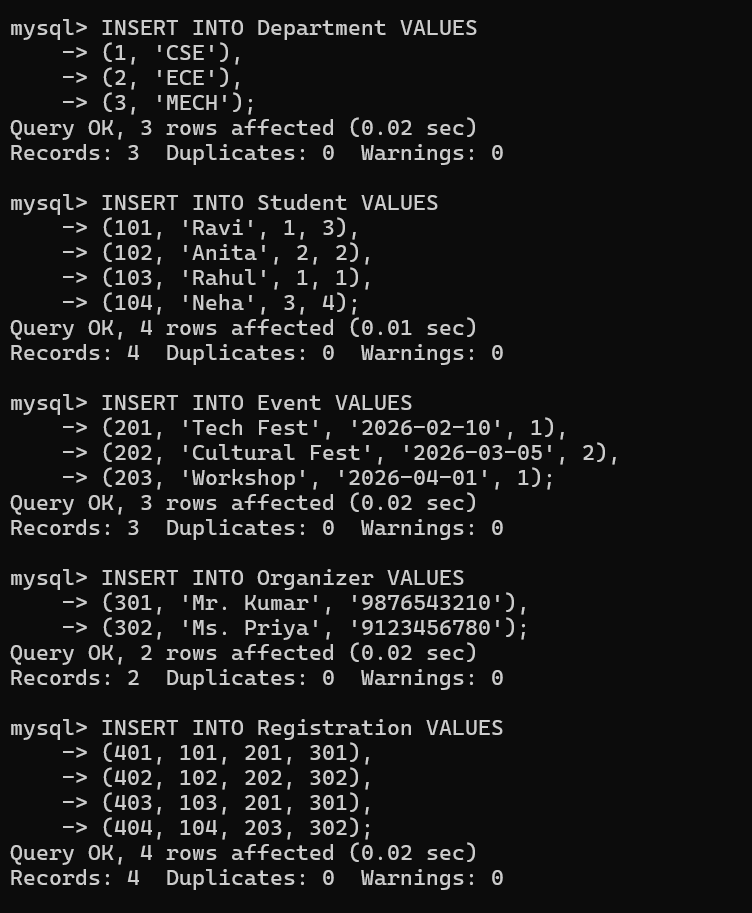 mysql> INSERT INTO Department VALUES
    -> (1, 'CSE'),
    -> (2, 'ECE'),
    -> (3, 'MECH');
Query OK, 3 rows affected (0.02 sec)
Records: 3  Duplicates: 0  Warnings: 0

mysql> INSERT INTO Student VALUES
    -> (101, 'Ravi', 1, 3),
    -> (102, 'Anita', 2, 2),
    -> (103, 'Rahul', 1, 1),
    -> (104, 'Neha', 3, 4);
Query OK, 4 rows affected (0.01 sec)
Records: 4  Duplicates: 0  Warnings: 0

mysql> INSERT INTO Event VALUES
    -> (201, 'Tech Fest', '2026-02-10', 1),
    -> (202, 'Cultural Fest', '2026-03-05', 2),
    -> (203, 'Workshop', '2026-04-01', 1);
Query OK, 3 rows affected (0.02 sec)
Records: 3  Duplicates: 0  Warnings: 0

mysql> INSERT INTO Organizer VALUES
    -> (301, 'Mr. Kumar', '9876543210'),
    -> (302, 'Ms. Priya', '9123456780');
Query OK, 2 rows affected (0.02 sec)
Records: 2  Duplicates: 0  Warnings: 0

mysql> INSERT INTO Registration VALUES
    -> (401, 101, 201, 301),
    -> (402, 102, 202, 302),
    -> (403, 103, 201, 301),
    -> (404, 104, 203, 302);
Query OK, 4 rows affected (0.02 sec)
Records: 4  Duplicates: 0  Warnings: 0